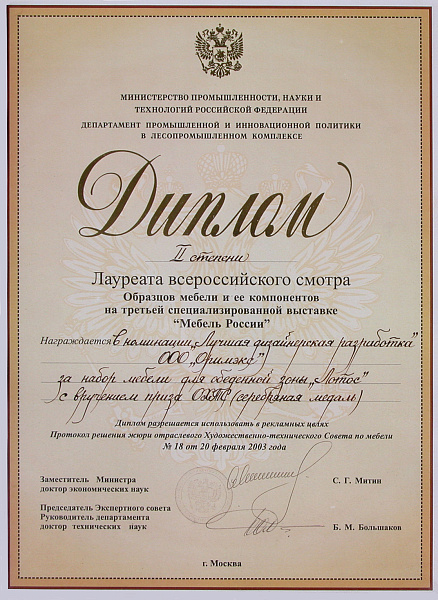 МИНИСТЕРСТВО ПРОМЫШЛЕННОСТИ, НАУКИ И
ТЕХНОЛОГИЙ РОССИЙСКОЙ ФЕДЕРАЦИИ
ДЕПАРТАМЕНТ ПРОМЫШЛЕННОЙ И ИННОВАЦИОННОЙ ПОЛИТИКИ
В ЛЕСОПРОМЫШЛЕННОМ КОМПЛЕКСЕ
Диплом
II степени
Лауреата всероссийского смотра
Образцов мебели и ее компонентов
на третьей специализированной выставке
“Мебель России”
Награждается в номинации „Лучшая дизайнерская разработка“
ООО „Фримэкс“
за набор мебели для обеденной зоны „Лотос“
с вручением приза ОХТС (серебряная медаль)
Диплом разрешается использовать в рекламных целях
Протокол решения жюри отраслевого Художественно-технического Совета по мебели
№ 18 от 20 февраля 2003 года
Заместитель Министра
доктор экономических наук
С. Г. Митин
Председатель Экспертного совета
Руководитель департамента
доктор технических наук
Б. М. Большаков
г. Москва